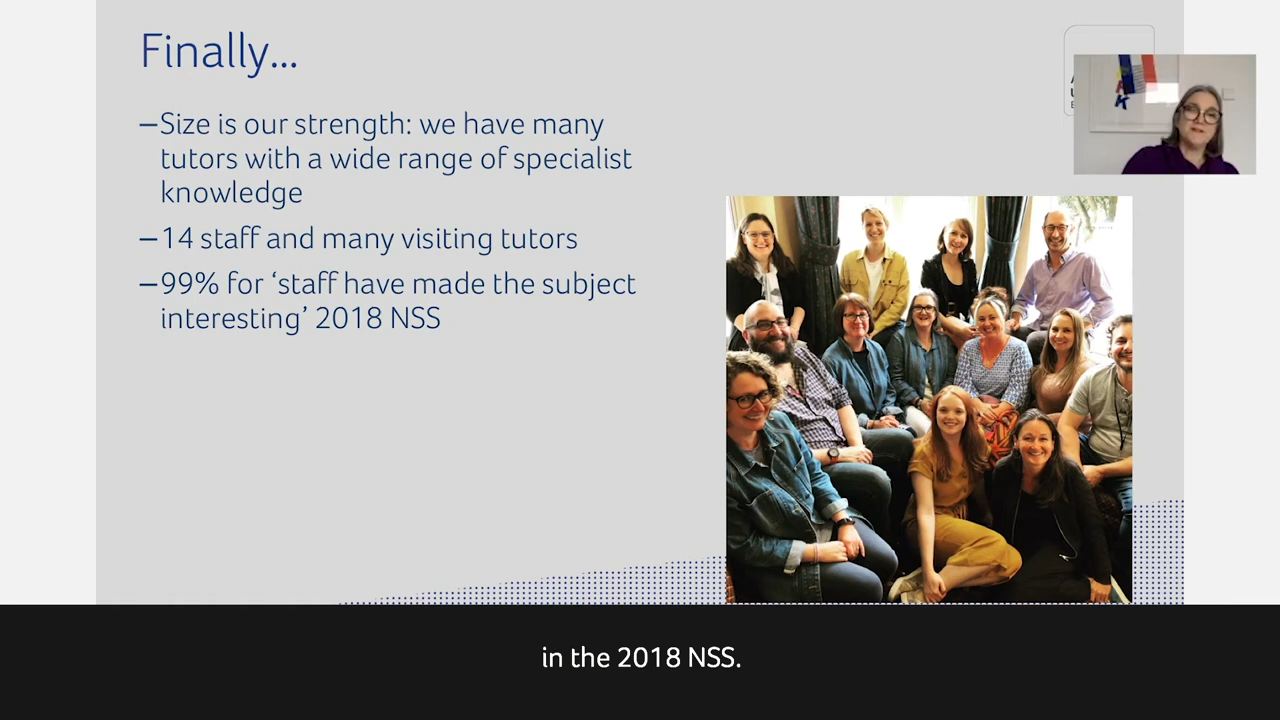 Finally...
–Size is our strength: we have many
tutors with a wide range of specialist
knowledge
–14 staff and many visiting tutors
–99% for ‘staff have made the subject
interesting’ 2018 NSS
in the 2018 NSS.